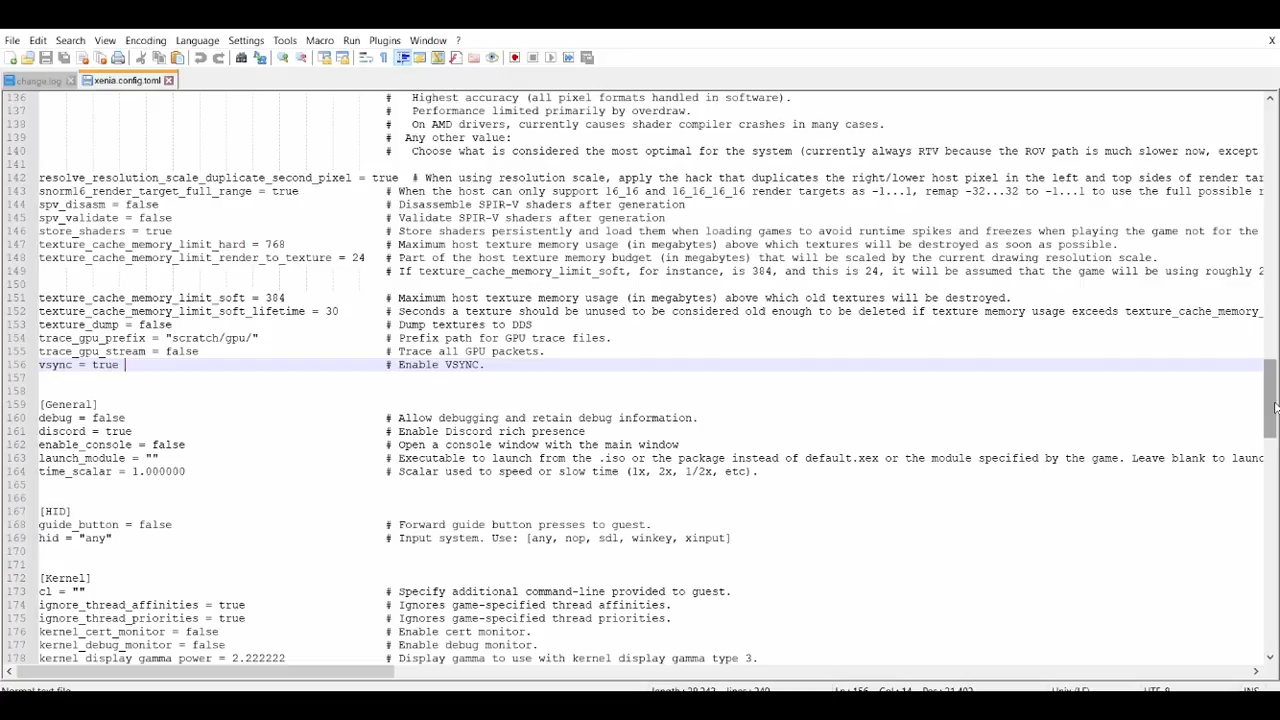 File Edit Search View Encoding Language Settings Tools Macro Run Plugins Window ? X
change.log xenia.config.toml
136 # Highest accuracy (all pixel formats handled in software).
137 # Performance limited primarily by overdraw.
138 # On AMD drivers, currently causes shader compiler crashes in many cases.
139 # Any other value:
140 # Choose what is considered the most optimal for the system (currently always RTV because the ROV path is much slower now, except
141
142 resolve_resolution_scale_duplicate_second_pixel = true # When using resolution scale, apply the hack that duplicates the right/lower host pixel in the left and top sides of render tar
143 snorm16_render_target_full_range = true # When the host can only support 16_16 and 16_16_16_16 render targets as -1...1, remap -32...32 to -1...1 to use the full possible r
144 spv_disasm = false # Disassemble SPIR-V shaders after generation
145 spv_validate = false # Validate SPIR-V shaders after generation
146 store_shaders = true # Store shaders persistently and load them when loading games to avoid runtime spikes and freezes when playing the game not for the
147 texture_cache_memory_limit_hard = 768 # Maximum host texture memory usage (in megabytes) above which textures will be destroyed as soon as possible.
148 texture_cache_memory_limit_render_to_texture = 24 # Part of the host texture memory budget (in megabytes) that will be scaled by the current drawing resolution scale.
149 # If texture_cache_memory_limit_soft, for instance, is 384, and this is 24, it will be assumed that the game will be using roughly 2
150
151 texture_cache_memory_limit_soft = 384 # Maximum host texture memory usage (in megabytes) above which old textures will be destroyed.
152 texture_cache_memory_limit_soft_lifetime = 30 # Seconds a texture should be unused to be considered old enough to be deleted if texture memory usage exceeds texture_cache_memory_
153 texture_dump = false # Dump textures to DDS
154 trace_gpu_prefix = "scratch/gpu/" # Prefix path for GPU trace files.
155 trace_gpu_stream = false # Trace all GPU packets.
156 vsync = true # Enable VSYNC.
157
158
159 [General]
160 debug = false # Allow debugging and retain debug information.
161 discord = true # Enable Discord rich presence
162 enable_console = false # Open a console window with the main window
163 launch_module = "" # Executable to launch from the .iso or the package instead of default.xex or the module specified by the game. Leave blank to launc
164 time_scalar = 1.000000 # Scalar used to speed or slow time (1x, 2x, 1/2x, etc).
165
166
167 [HID]
168 guide_button = false # Forward guide button presses to guest.
169 hid = "any" # Input system. Use: [any, nop, sdl, winkey, xinput]
170
171
172 [Kernel]
173 cl = "" # Specify additional command-line provided to guest.
174 ignore_thread_affinities = true # Ignores game-specified thread affinities.
175 ignore_thread_priorities = true # Ignores game-specified thread priorities.
176 kernel_cert_monitor = false # Enable cert monitor.
177 kernel_debug_monitor = false # Enable debug monitor.
178 kernel_display_gamma_power = 2.222222 # Display gamma to use with kernel display gamma type 3.